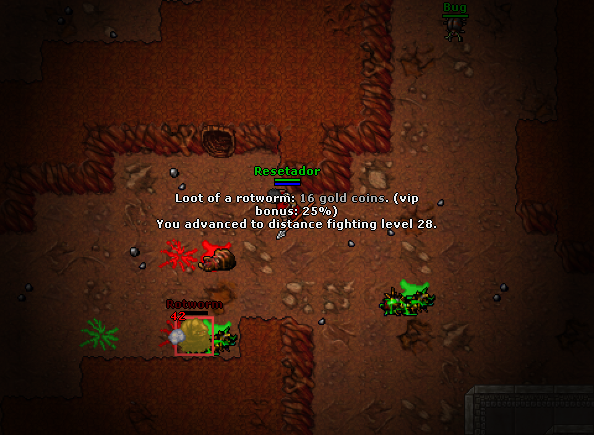 Bug
Resetador
Loot of a rotworm: 16 gold coins. (vip
bonus: 25%)
You advanced to distance fighting level 28.
Rotworm
42